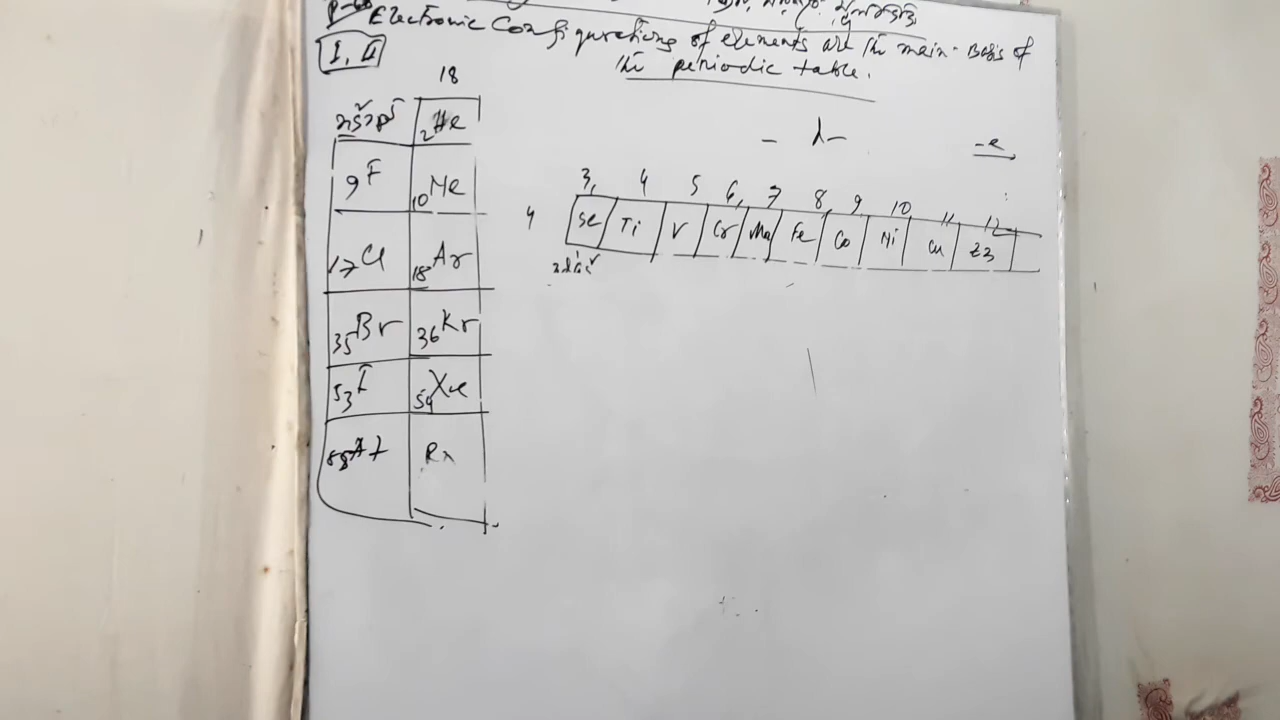 Electronic Configurations of elements are the main Basis of
the periodic table.
I, II
18
2He
9F 10Ne
17Cl 18Ar
35Br 36Kr
53I 54Xe
At Rn
- d -
-e
3, 4 5 6, 7 8, 9, 10 11 12
4 Sc Ti V Cr Mn Fe Co Ni Cu Zn